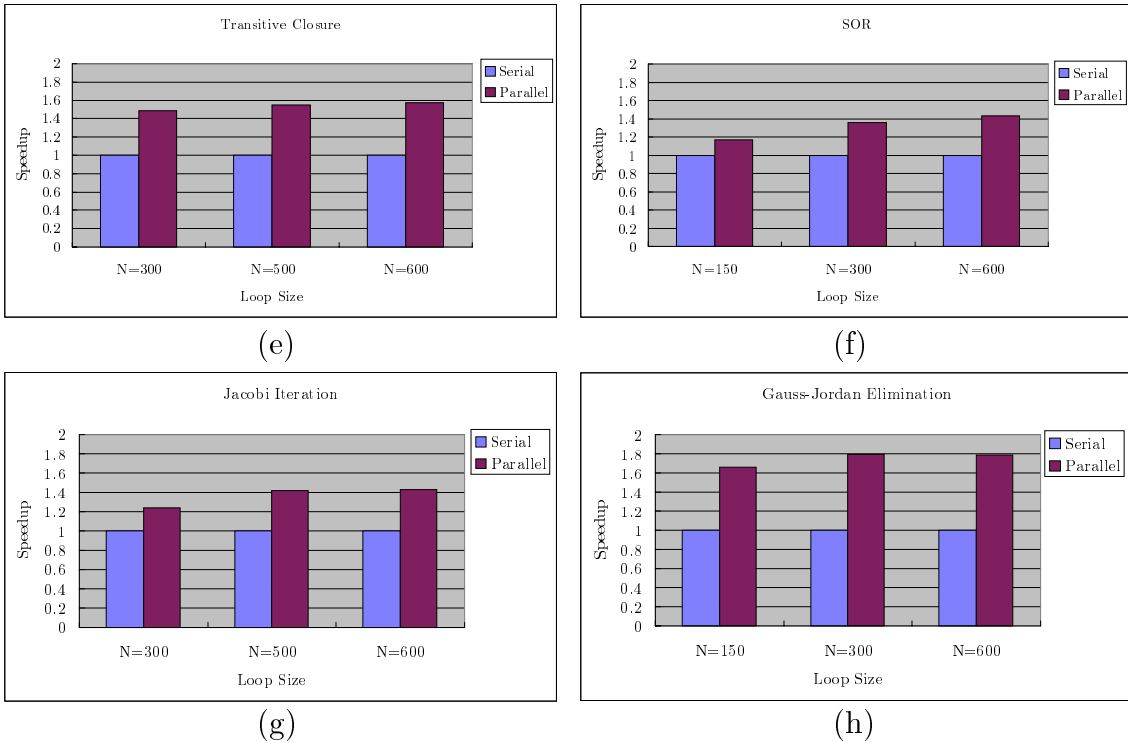 Transitive Closure
2
1.8
1.6
1.4
1.2
1
0.8
0.6
0.4
0.2
0
Speedup
N=300 N=500 N=600
Loop Size
Serial
Parallel
(e)
SOR
2
1.8
1.6
1.4
1.2
1
0.8
0.6
0.4
0.2
0
Speedup
N=150 N=300 N=600
Loop Size
Serial
Parallel
(f)
Jacobi Iteration
2
1.8
1.6
1.4
1.2
1
0.8
0.6
0.4
0.2
0
Speedup
N=300 N=500 N=600
Loop Size
Serial
Parallel
(g)
Gauss-Jordan Elimination
2
1.8
1.6
1.4
1.2
1
0.8
0.6
0.4
0.2
0
Speedup
N=150 N=300 N=600
Loop Size
Serial
Parallel
(h)